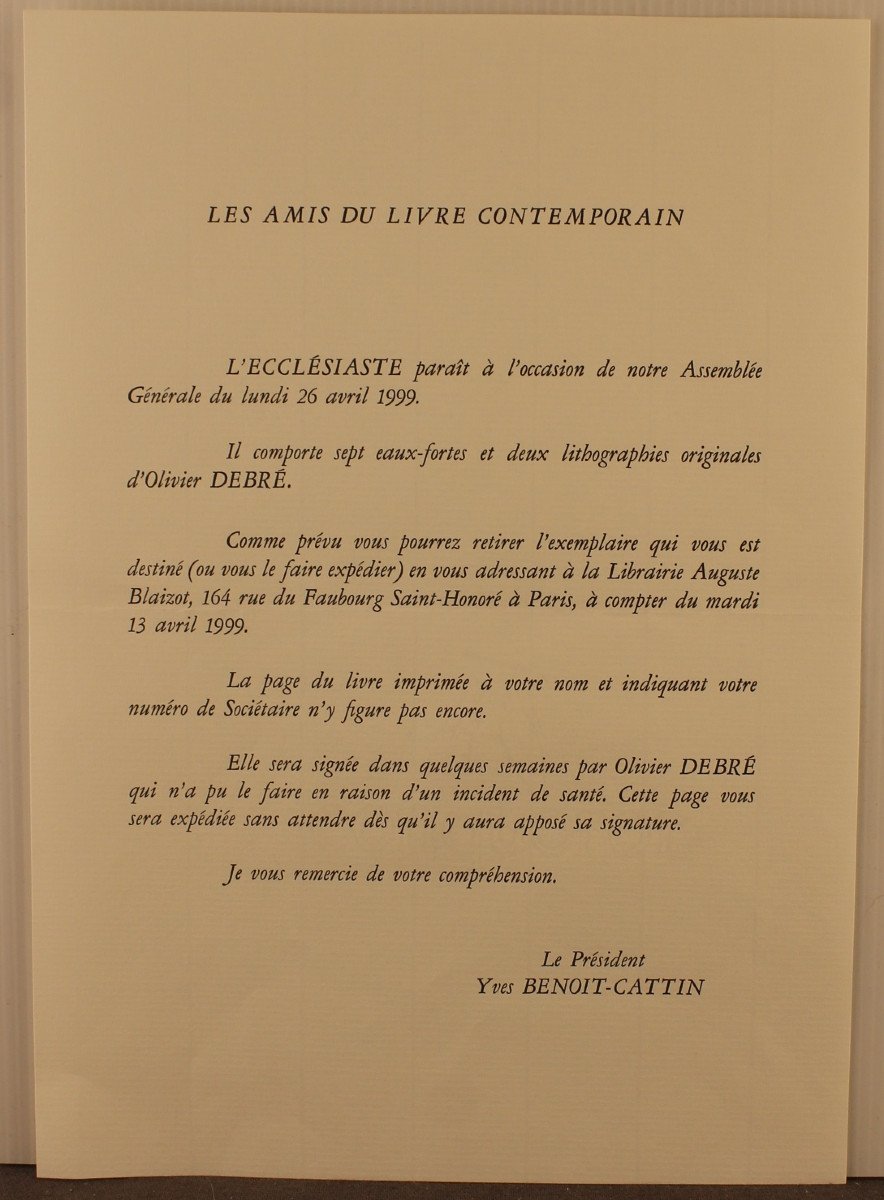 LES AMIS DU LIVRE CONTEMPORAIN
L'ECCLÉSIASTE paraît à l'occasion de notre Assemblée
Générale du lundi 26 avril 1999.
Il comporte sept eaux-fortes et deux lithographies originales
d'Olivier DEBRÉ.
Comme prévu vous pourrez retirer l'exemplaire qui vous est
destiné (ou vous le faire expédier) en vous adressant à la Librairie Auguste
Blaizot, 164 rue du Faubourg Saint-Honoré à Paris, à compter du mardi
13 avril 1999.
La page du livre imprimée à votre nom et indiquant votre
numéro de Sociétaire n'y figure pas encore.
Elle sera signée dans quelques semaines par Olivier DEBRÉ
qui n'a pu le faire en raison d'un incident de santé. Cette page vous
sera expédiée sans attendre dès qu'il y aura apposé sa signature.
Je vous remercie de votre compréhension.
Le Président
Yves BENOIT-CATTIN